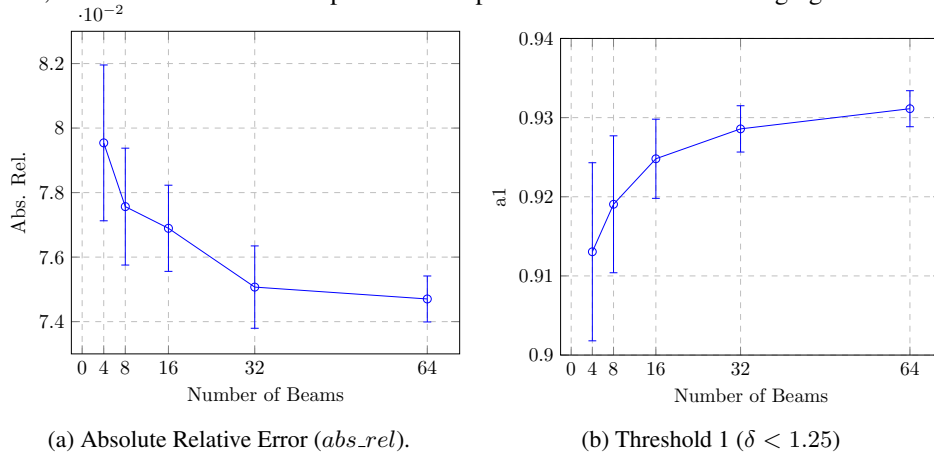 ·10⁻²
8.2
8
7.8
7.6
7.4
Abs. Rel.
0 4 8 16 32 64
Number of Beams
(a) Absolute Relative Error (abs_rel).
0.94
0.93
0.92
0.91
0.9
a1
0 4 8 16 32 64
Number of Beams
(b) Threshold 1 (δ < 1.25)